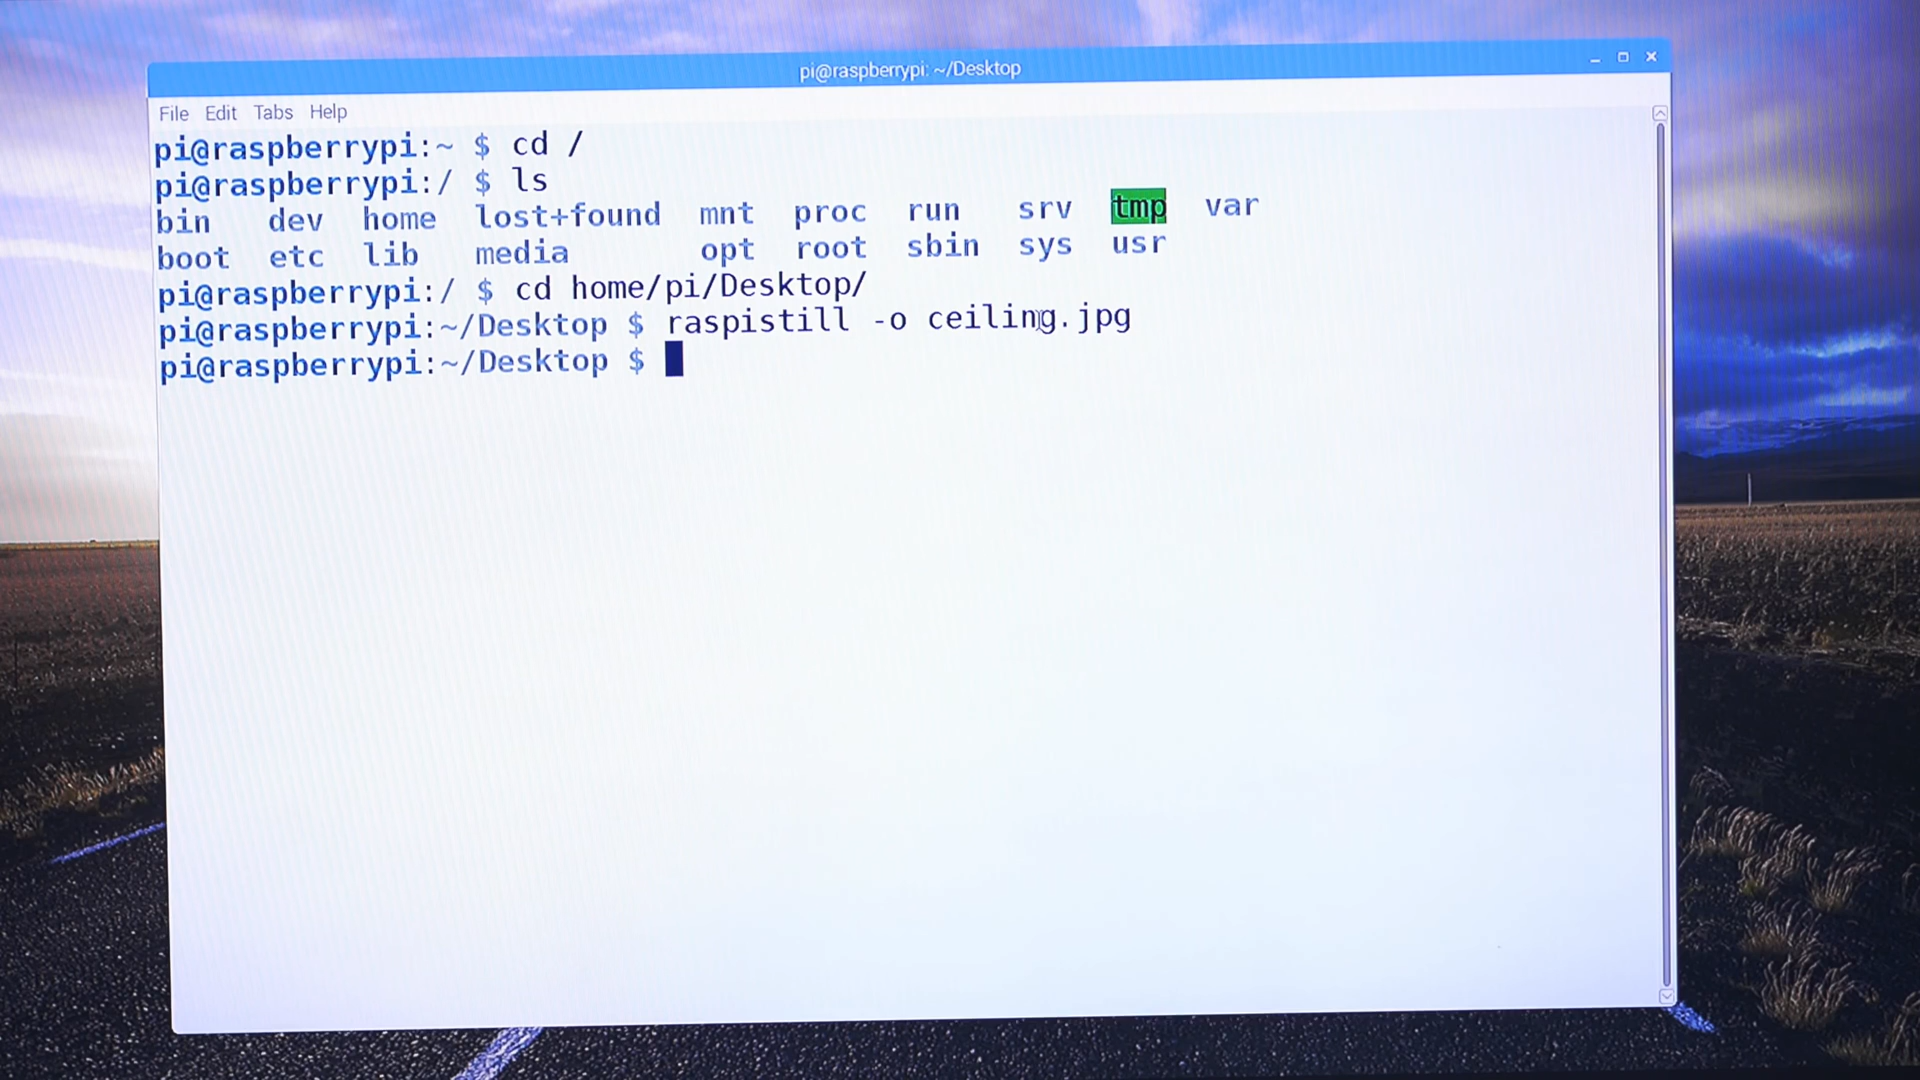 pi@raspberrypi: ~/Desktop
File Edit Tabs Help
pi@raspberrypi:~ $ cd /
pi@raspberrypi:/ $ ls
bin dev home lost+found mnt proc run srv tmp var
boot etc lib media opt root sbin sys usr
pi@raspberrypi:/ $ cd home/pi/Desktop/
pi@raspberrypi:~/Desktop $ raspistill -o ceiling.jpg
pi@raspberrypi:~/Desktop $